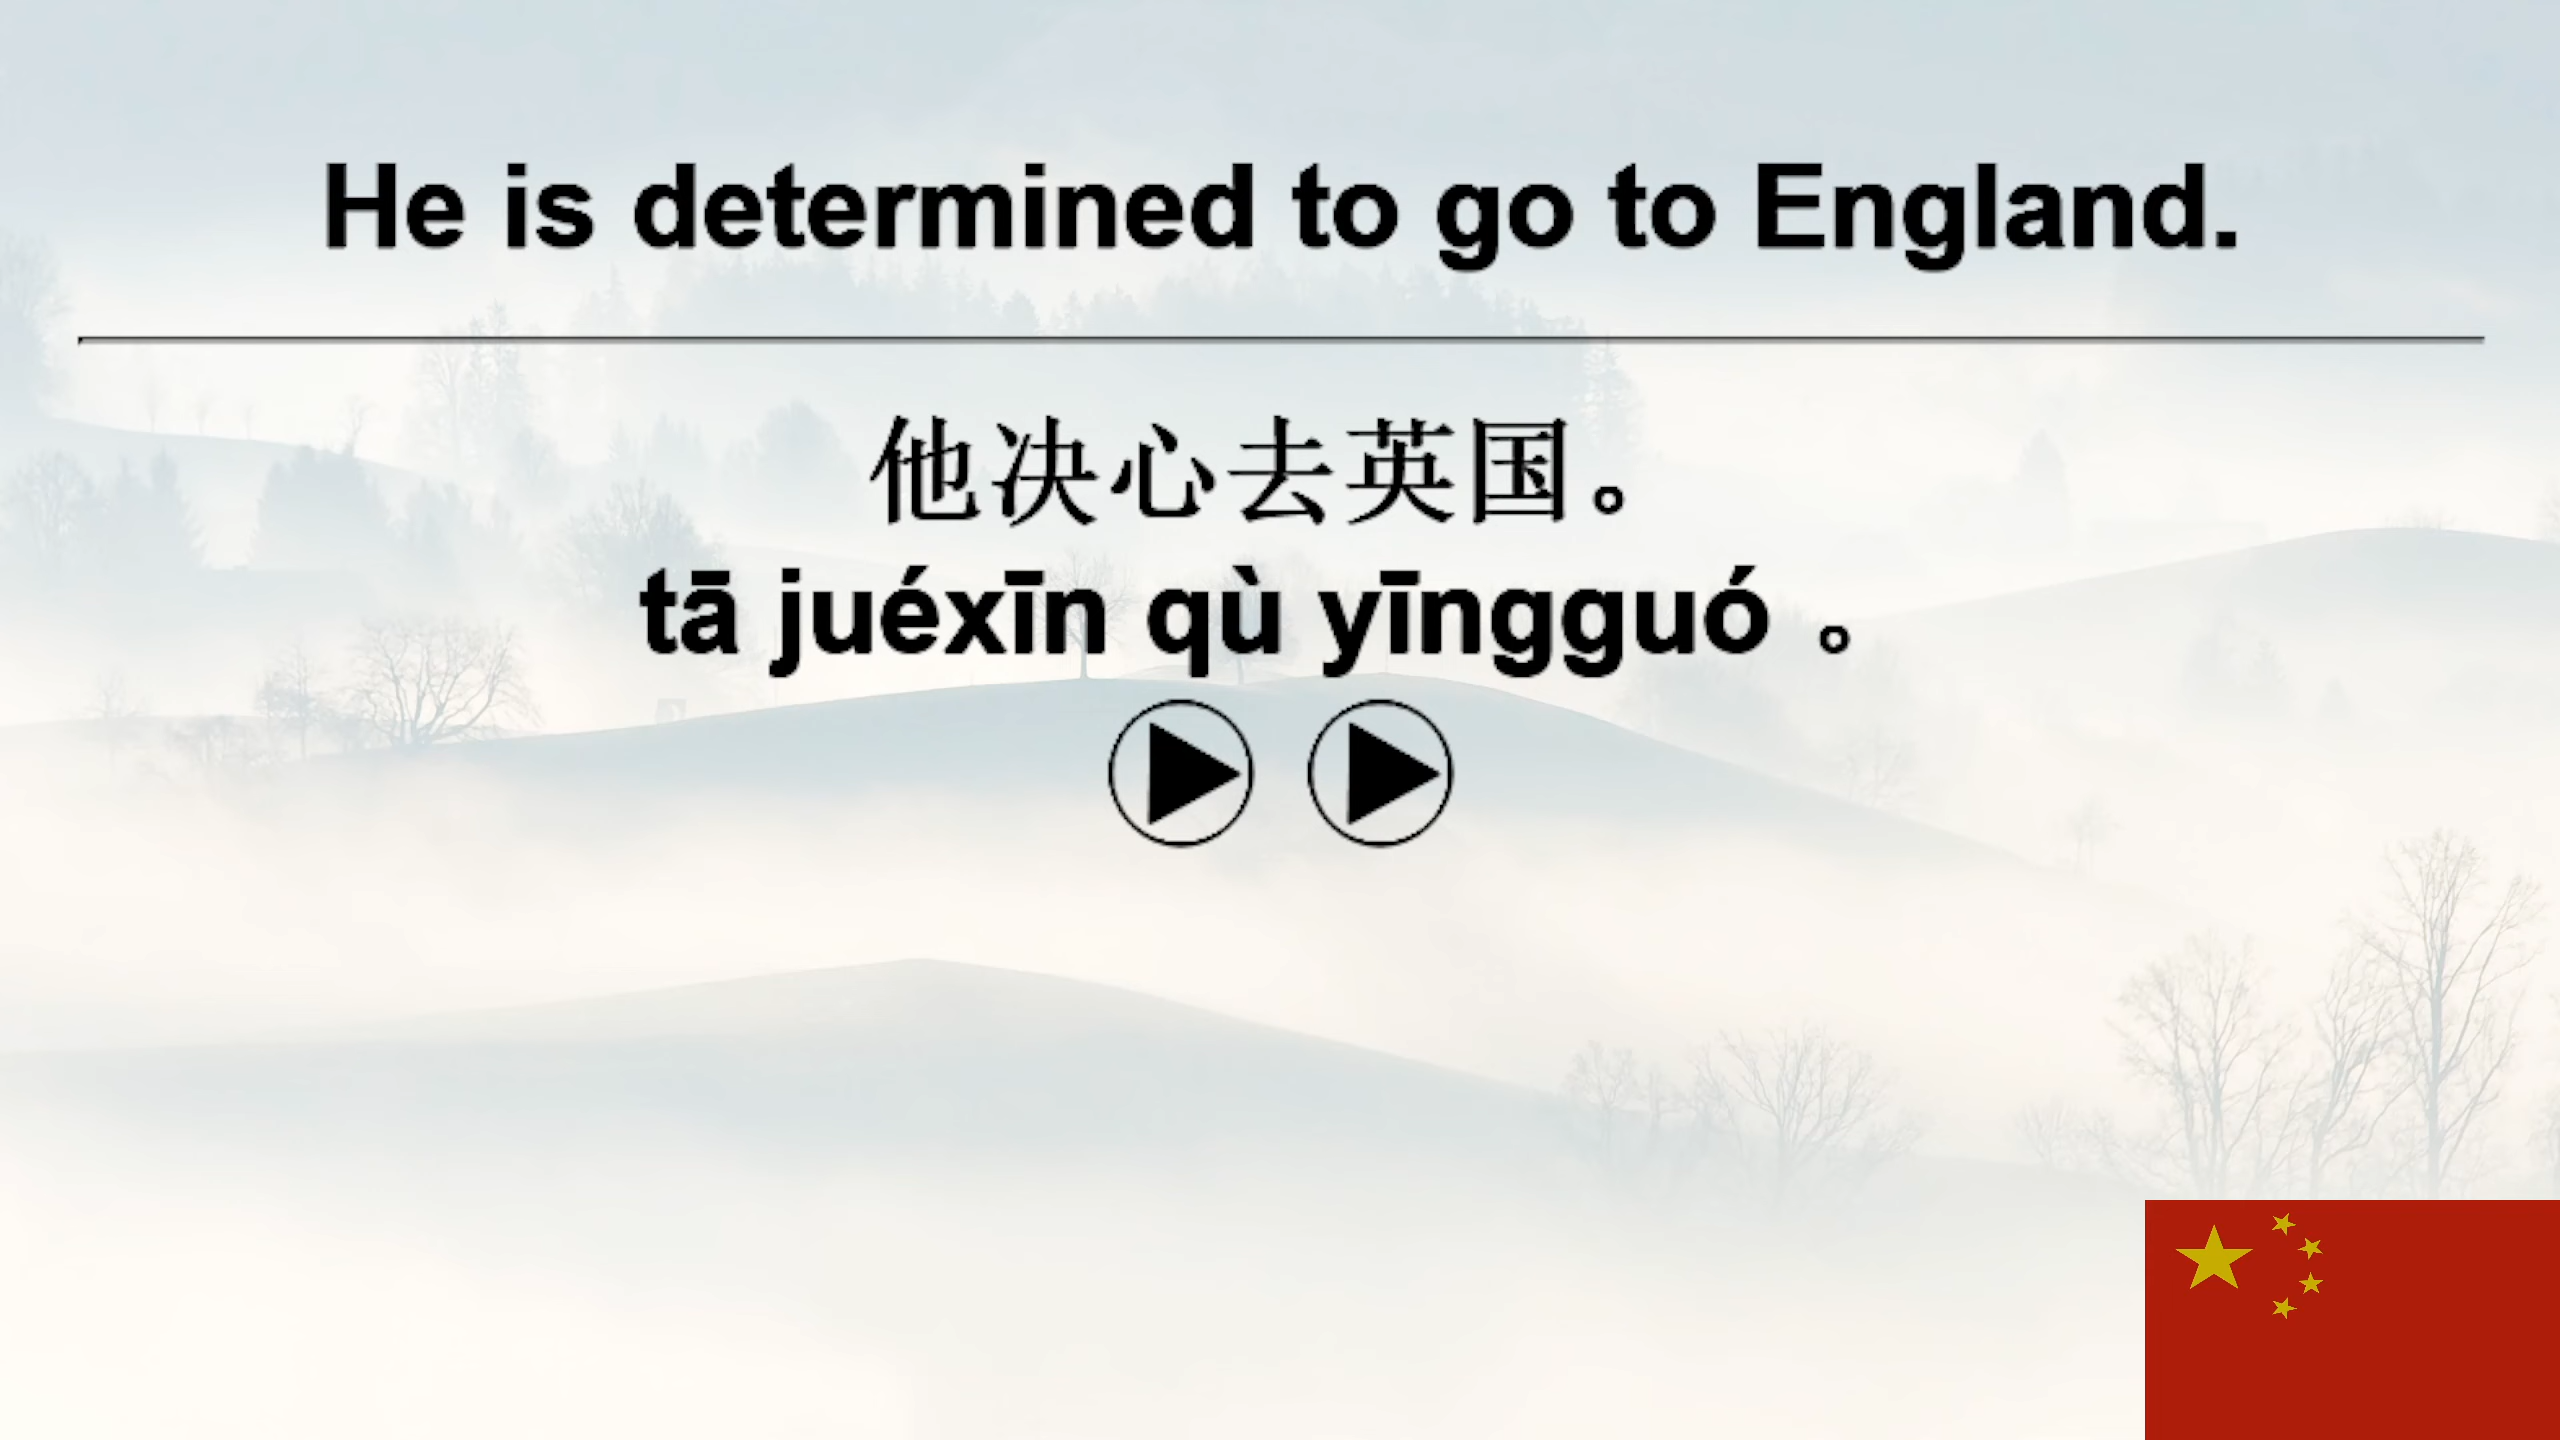 He is determined to go to England.
他决心去英国。
tā juéxīn qù yīngguó 。